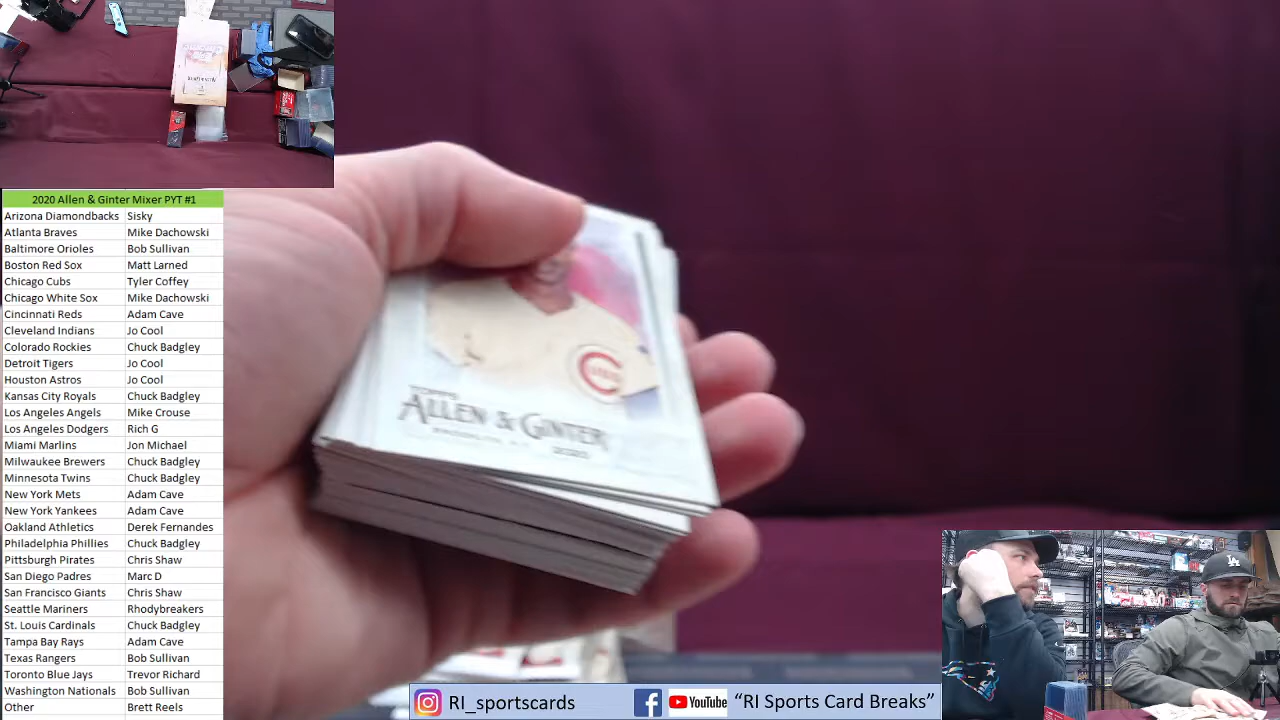 2020 Allen & Ginter Mixer PYT #1
Arizona Diamondbacks Sisky
Atlanta Braves Mike Dachowski
Baltimore Orioles Bob Sullivan
Boston Red Sox Matt Larned
Chicago Cubs Tyler Coffey
Chicago White Sox Mike Dachowski
Cincinnati Reds Adam Cave
Cleveland Indians Jo Cool
Colorado Rockies Chuck Badgley
Detroit Tigers Jo Cool
Houston Astros Jo Cool
Kansas City Royals Chuck Badgley
Los Angeles Angels Mike Crouse
Los Angeles Dodgers Rich G
Miami Marlins Jon Michael
Milwaukee Brewers Chuck Badgley
Minnesota Twins Chuck Badgley
New York Mets Adam Cave
New York Yankees Adam Cave
Oakland Athletics Derek Fernandes
Philadelphia Phillies Chuck Badgley
Pittsburgh Pirates Chris Shaw
San Diego Padres Marc D
San Francisco Giants Chris Shaw
Seattle Mariners Rhodybreakers
St. Louis Cardinals Chuck Badgley
Tampa Bay Rays Adam Cave
Texas Rangers Bob Sullivan
Toronto Blue Jays Trevor Richard
Washington Nationals Bob Sullivan
Other Brett Reels
TOPPS
ALLEN & GINTER
2020
C
LA
RI_sportscards
YouTube
"RI Sports Card Breaks"